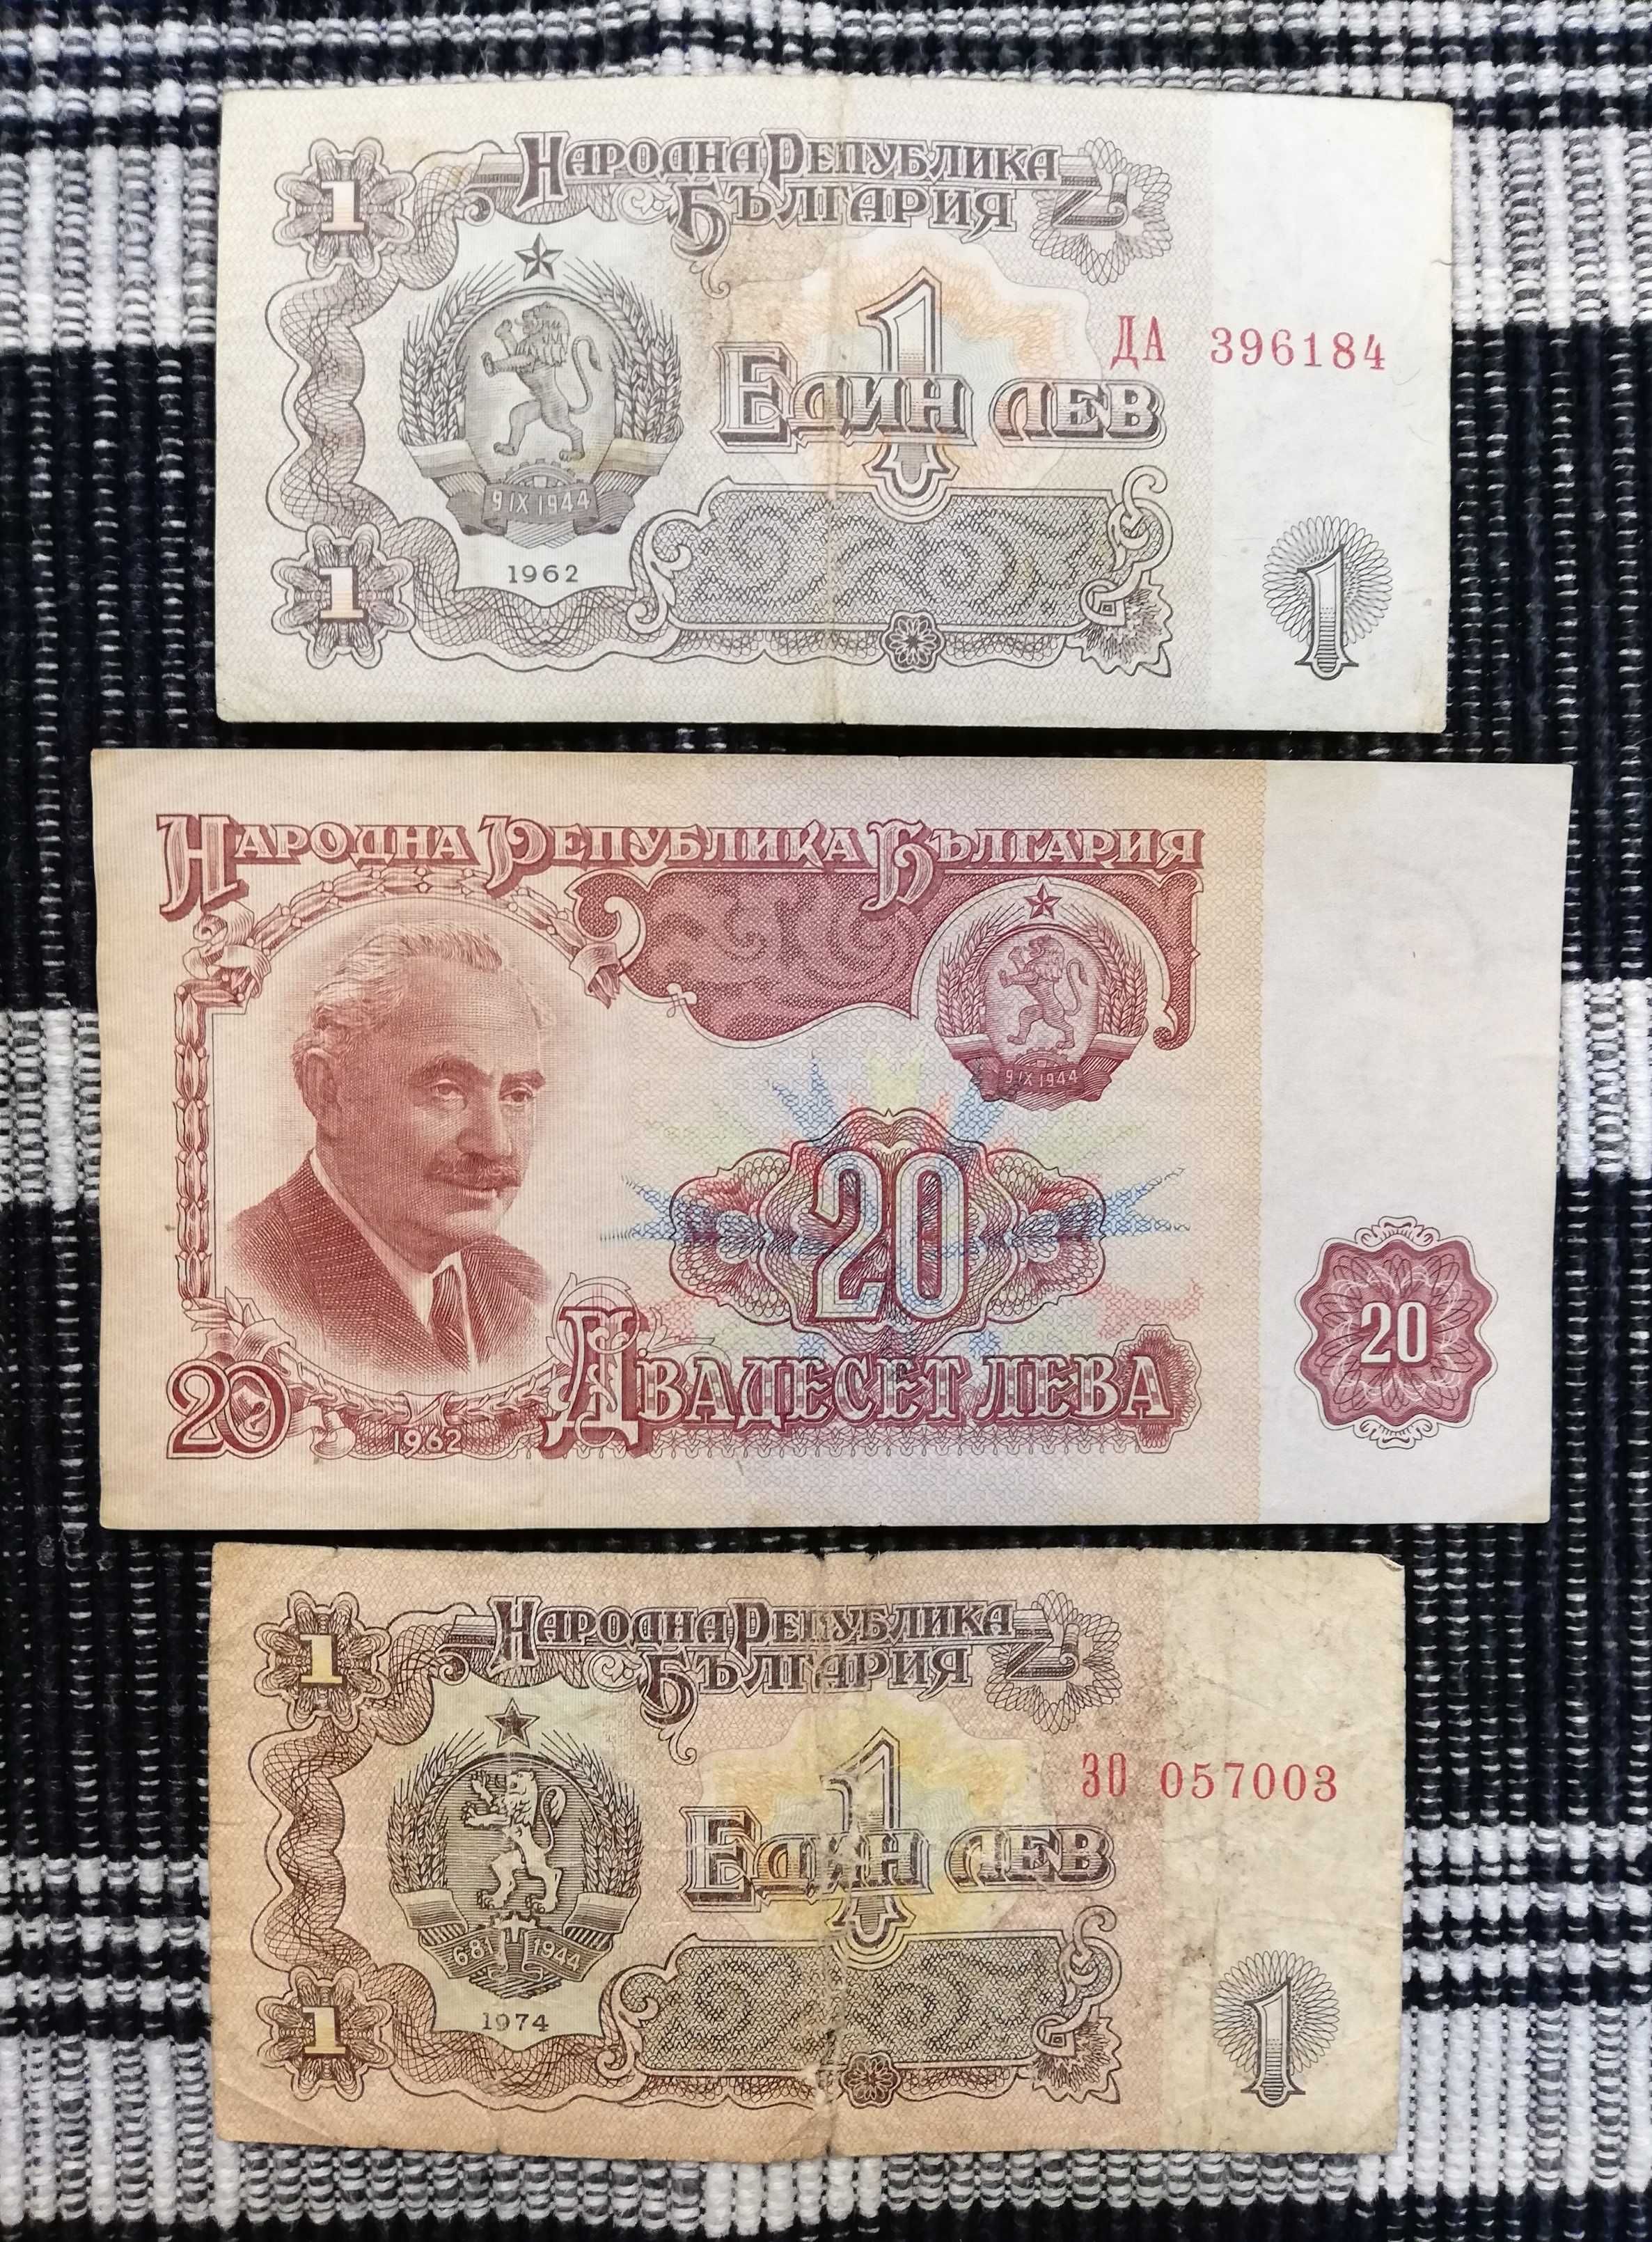 1
Народна Република
България
1
Един лев
ДА 396184
9 IX 1944
1962
1
1
Народна Република България
9 IX 1944
20
20
1962
Двадесет лева
20
1
Народна Република
България
1
Един лев
ЗО 057003
681 1944
1974
1
1